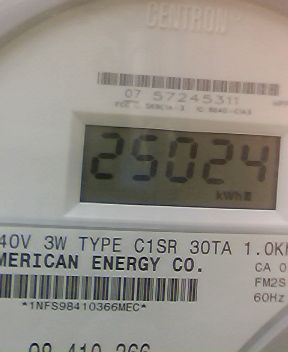 CENTRON
07 57245311
25024
kWh
40V 3W TYPE C1SR 30TA 1.0K
MERICAN ENERGY CO.
CA 0
FM2S
60Hz
*1NFS98410366MEC*
98 410 366